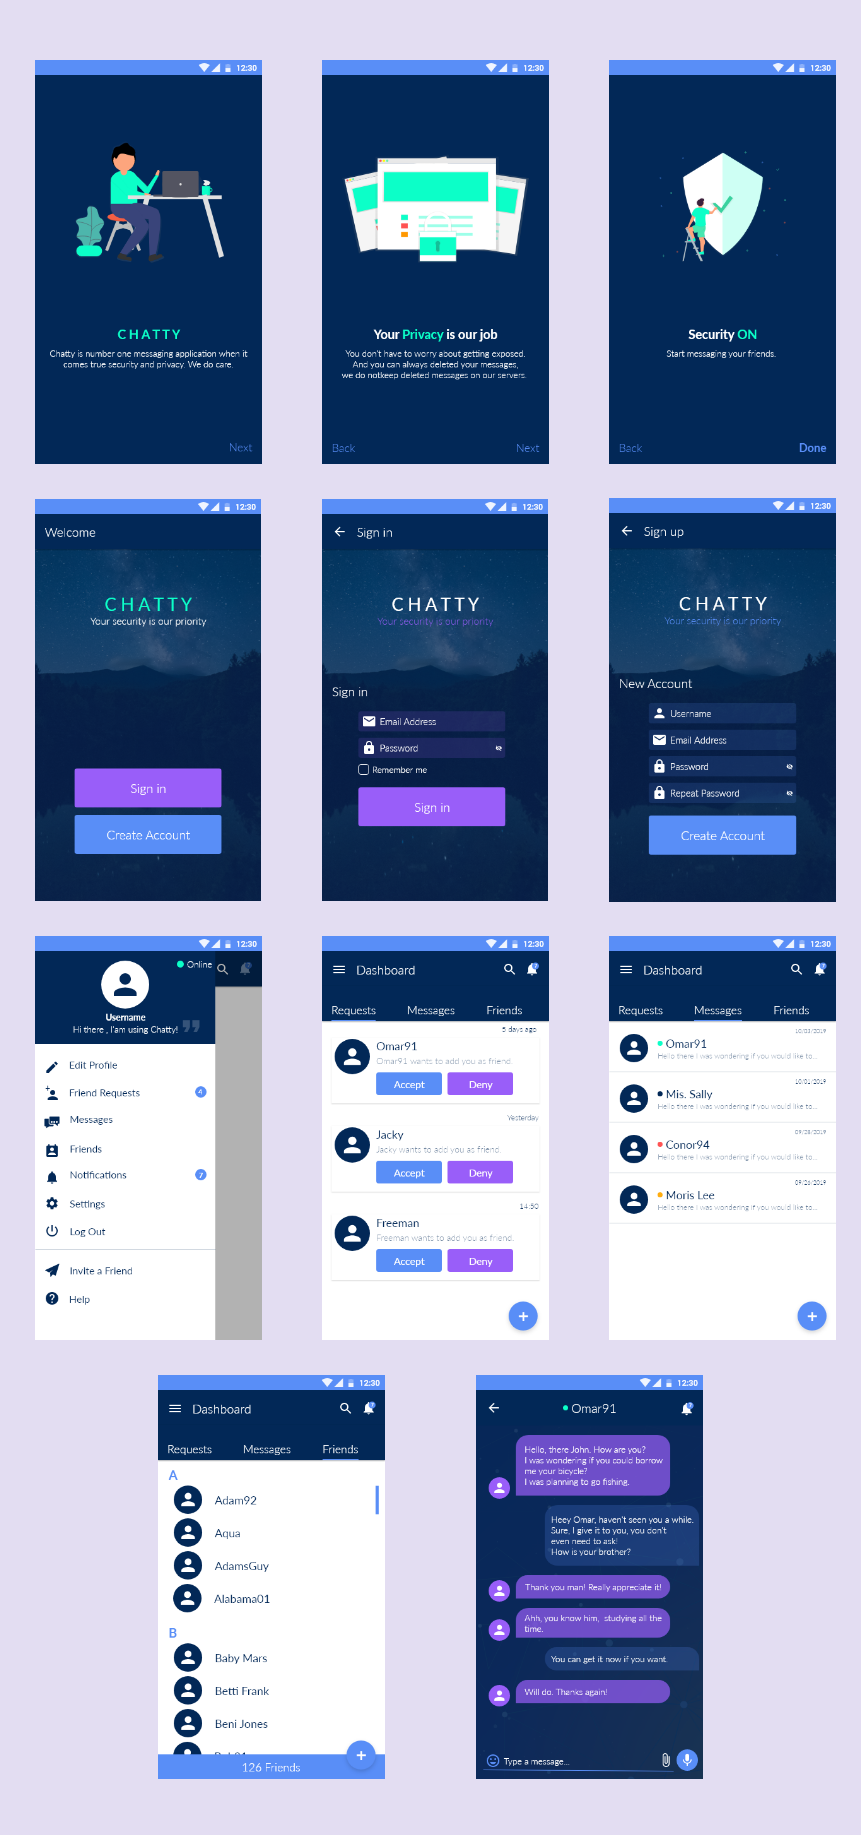 12:30
CHATTY
Chatty is number one messaging application when it
comes true security and privacy. We do care.
Next
12:30
Your Privacy is our job
You don't have to worry about getting exposed.
And you can always deleted your messages,
we do notkeep deleted messages on our servers.
Back
Next
12:30
Security ON
Start messaging your friends.
Back
Done
12:30
Welcome
CHATTY
Your security is our priority
Sign in
Create Account
12:30
Sign in
CHATTY
Your security is our priority
Sign in
Email Address
Password
Remember me
Sign in
12:30
Sign up
CHATTY
Your security is our priority
New Account
Username
Email Address
Password
Repeat Password
Create Account
12:30
Online
Username
Hi there , I'am using Chatty!
Edit Profile
Friend Requests
4
Messages
Friends
Notifications
7
Settings
Log Out
Invite a Friend
Help
12:30
Dashboard
Requests Messages Friends
5 days ago
Omar91
Omar91 wants to add you as friend.
Accept Deny
Yesterday
Jacky
Jacky wants to add you as friend.
Accept Deny
14:50
Freeman
Freeman wants to add you as friend.
Accept Deny
12:30
Dashboard
Requests Messages Friends
10/03/2019
Omar91
Hello there I was wondering if you would like to...
10/01/2019
Mis. Sally
Hello there I was wondering if you would like to...
09/28/2019
Conor94
Hello there I was wondering if you would like to...
09/26/2019
Moris Lee
Hello there I was wondering if you would like to...
12:30
Dashboard
Requests Messages Friends
A
Adam92
Aqua
AdamsGuy
Alabama01
B
Baby Mars
Betti Frank
Beni Jones
126 Friends
12:30
Omar91
Hello, there John. How are you?
I was wondering if you could borrow
me your bicycle?
I was planning to go fishing.
Heey Omar, haven't seen you a while.
Sure, I give it to you, you don't
even need to ask!
How is your brother?
Thank you man! Really appreciate it!
Ahh, you know him, studying all the
time.
You can get it now if you want.
Will do. Thanks again!
Type a message...